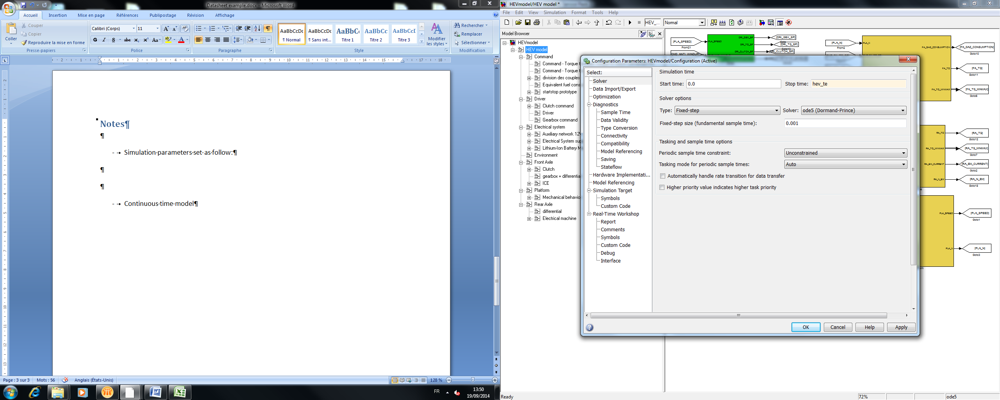 Datasheet example.docx - Microsoft Word
Accueil Insertion Mise en page Références Publipostage Révision Affichage
Coller
Couper
Copier
Reproduire la mise en forme
Presse-papiers
Calibri (Corps) 11
G I S abc x₂ x² Aa
Police
Paragraphe
AaBbCcDc AaBbCcDc AaBbC AaBbCc AaBbCcI
¶ Normal ¶ Sans int... Titre 1 Titre 2 Titre 3
Style
Modifier les styles
Rechercher
Remplacer
Sélectionner
Modification
Notes¶
¶
- → Simulation·parameters·set·as·follow:¶
¶
¶
- → Continuous·time·model¶
Page : 3 sur 3 Mots : 56 Anglais (États-Unis) 128 %
FR 13:50
19/09/2014
HEVmodel/HEV model *
File Edit View Simulation Format Tools Help
HEV_... Normal
Model Browser
HEVmodel
HEV model
Command
Command - Torque t
Command - Torque t
division des couples
Equivalent fuel cons
startstop prototype
Driver
Clutch command
Driver
Gearbox command
Electrical system
Auxiliary network 12V
Electrical System sup
Lithium-Ion Battery M
Environment
Front Axle
Clutch
gearbox + differentia
ICE
Platform
Mechanical behavio
Rear Axle
differential
Electrical machine
[PLA_SPEED]
From21
PLA_SPEED
DRI_GBX_SP
DRI_TQ_SP
DRI_CLUTCH_SP
[DRI_GBX_SP]
[DRI_TQ_SP]
[DRI_CLUTCH_SP]
[PLA_N]
From2
PLA_N
FA_GAZ_CONSUMPTION
[FA_GAZ_CONSUMPTION]
Goto10
FA_TQ
[FA_TQ]
Goto11
FA_TQ_MINMAX
[FA_TQ_MINMAX]
Goto6
RA_TQ
[RA_TQ]
Goto12
RA_TQ_MINMAX
[RA_TQ_MINMAX]
Goto7
RA_EM_CURRENT
[RA_EM_CURRENT]
Goto2
RA_N_EM
[RA_N_EM]
Goto18
PLA_SPEED
[PLA_SPEED]
Goto1
PLA_N
[PLA_N]
Goto3
Configuration Parameters: HEVmodel/Configuration (Active)
Select:
Solver
Data Import/Export
Optimization
Diagnostics
Sample Time
Data Validity
Type Conversion
Connectivity
Compatibility
Model Referencing
Saving
Stateflow
Hardware Implementati...
Model Referencing
Simulation Target
Symbols
Custom Code
Real-Time Workshop
Report
Comments
Symbols
Custom Code
Debug
Interface
Simulation time
Start time: 0.0 Stop time: hev_te
Solver options
Type: Fixed-step Solver: ode5 (Dormand-Prince)
Fixed-step size (fundamental sample time): 0.001
Tasking and sample time options
Periodic sample time constraint: Unconstrained
Tasking mode for periodic sample times: Auto
Automatically handle rate transition for data transfer
Higher priority value indicates higher task priority
OK Cancel Help Apply
Ready 72% ode5